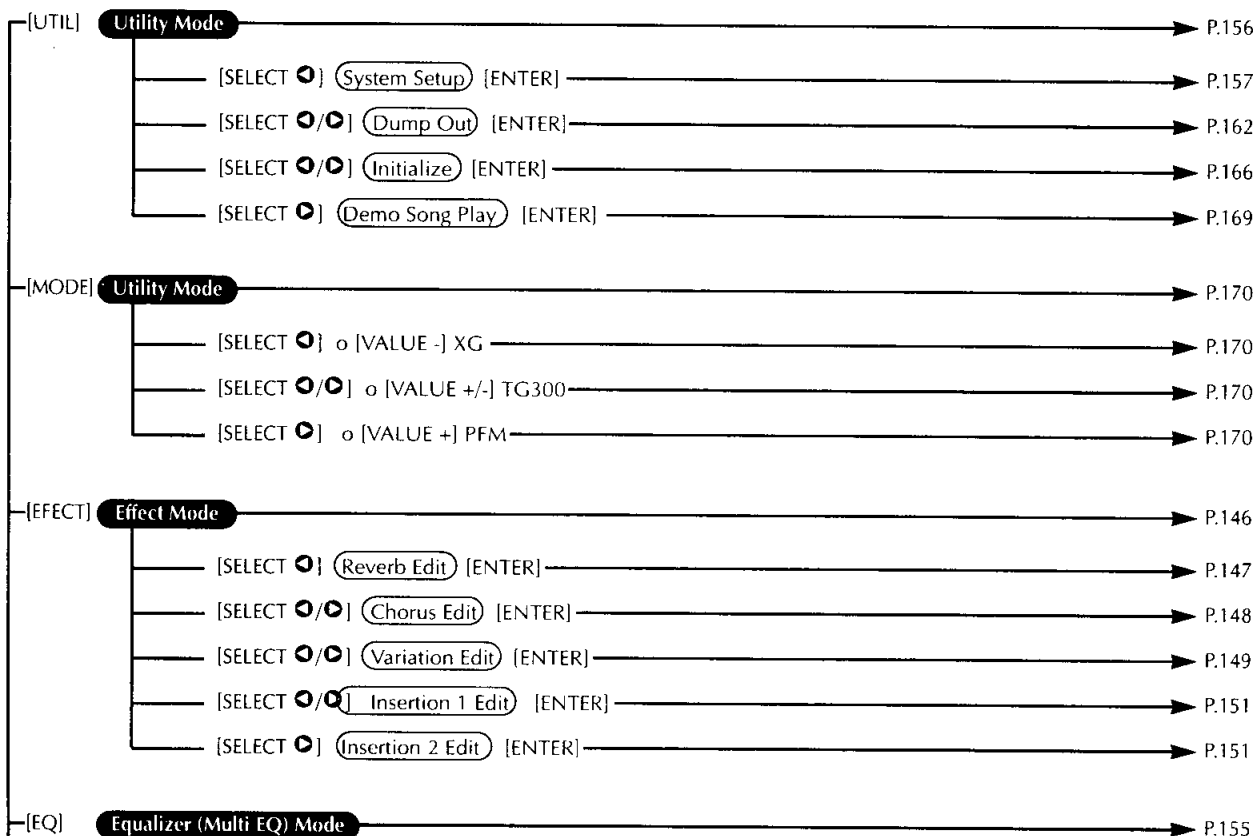 [UTIL] Utility Mode P.156
[SELECT ◀] System Setup [ENTER] P.157
[SELECT ◀/▶] Dump Out [ENTER] P.162
[SELECT ◀/▶] Initialize [ENTER] P.166
[SELECT ▶] Demo Song Play [ENTER] P.169
[MODE] Utility Mode P.170
[SELECT ◀] o [VALUE -] XG P.170
[SELECT ◀/▶] o [VALUE +/-] TG300 P.170
[SELECT ▶] o [VALUE +] PFM P.170
[EFECT] Effect Mode P.146
[SELECT ◀] Reverb Edit [ENTER] P.147
[SELECT ◀/▶] Chorus Edit [ENTER] P.148
[SELECT ◀/▶] Variation Edit [ENTER] P.149
[SELECT ◀/▶] Insertion 1 Edit [ENTER] P.151
[SELECT ▶] Insertion 2 Edit [ENTER] P.151
[EQ] Equalizer (Multi EQ) Mode P.155